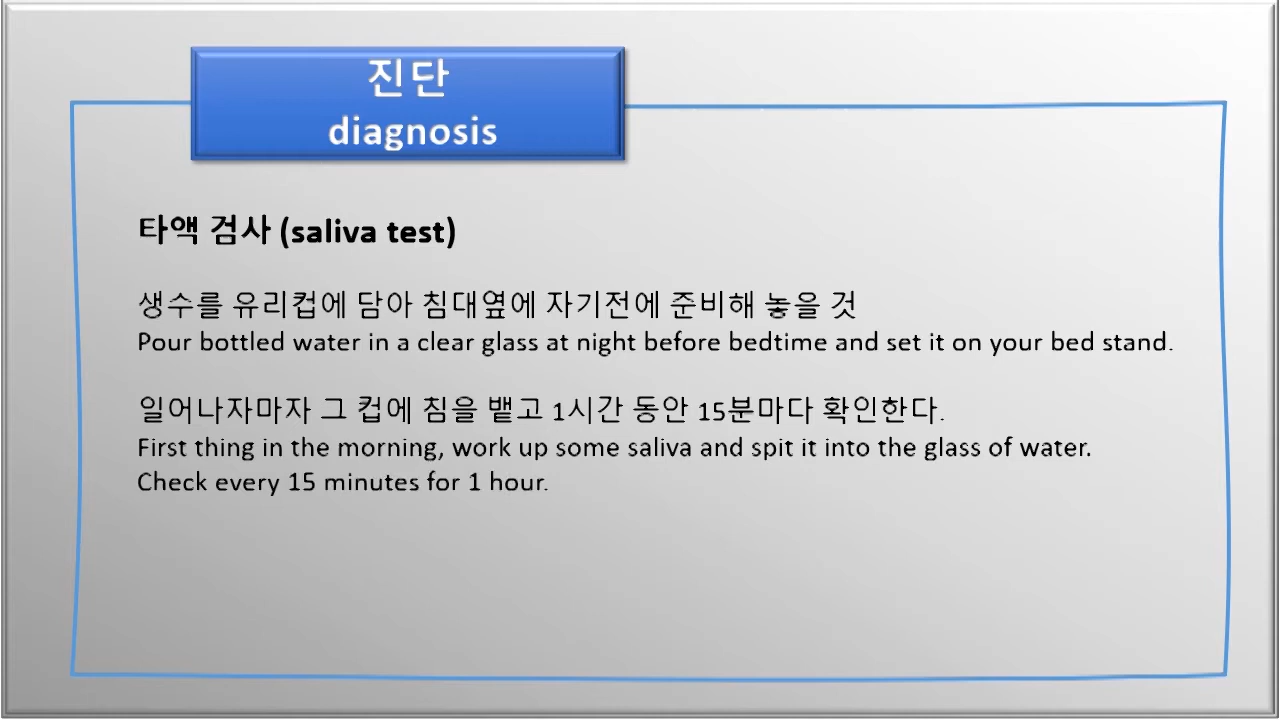 진단
diagnosis
타액 검사 (saliva test)
생수를 유리컵에 담아 침대옆에 자기전에 준비해 놓을 것
Pour bottled water in a clear glass at night before bedtime and set it on your bed stand.
일어나자마자 그 컵에 침을 뱉고 1시간 동안 15분마다 확인한다.
First thing in the morning, work up some saliva and spit it into the glass of water.
Check every 15 minutes for 1 hour.